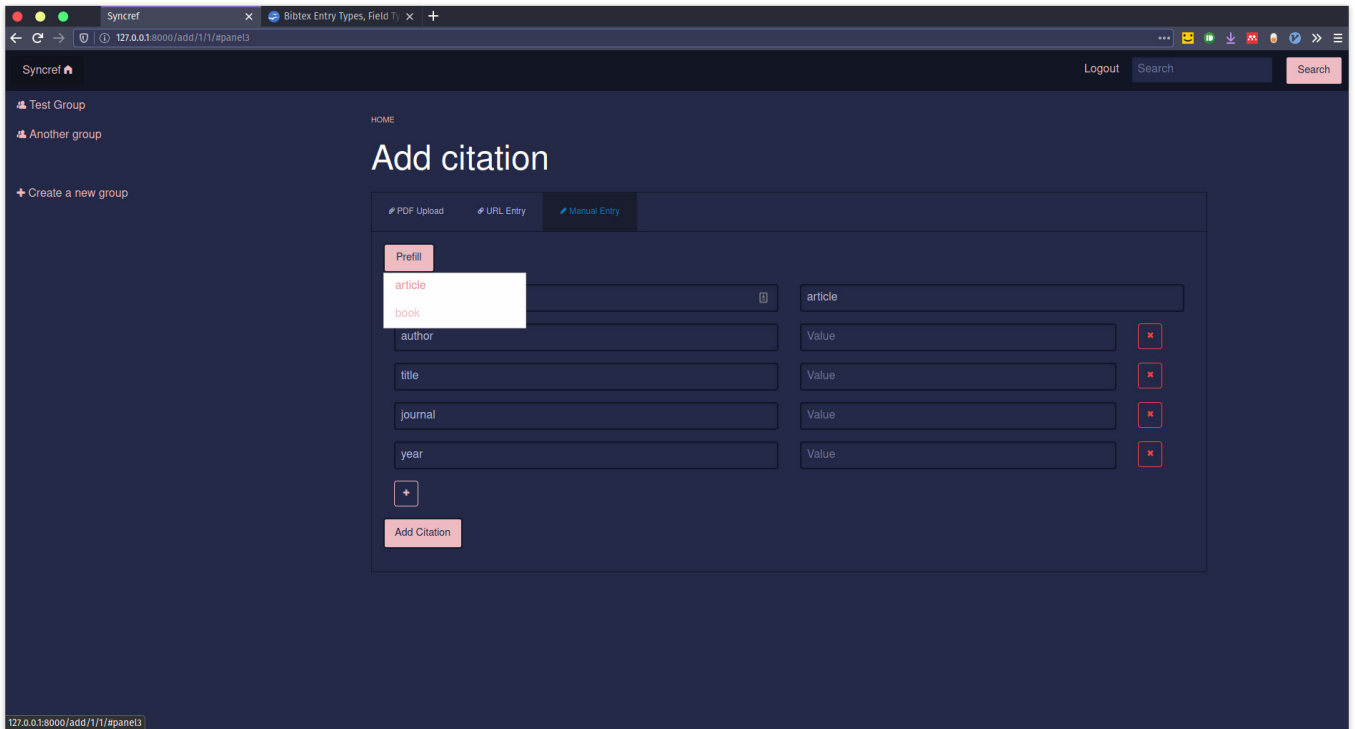 Syncref
Bibtex Entry Types, Field Ty
127.0.0.1:8000/add/1/1/#panel3
Syncref
Logout
Search
Search
Test Group
Another group
Create a new group
HOME
Add citation
PDF Upload
URL Entry
Manual Entry
Prefill
article
book
article
author
Value
title
Value
journal
Value
year
Value
Add Citation
127.0.0.1:8000/add/1/1/#panel3